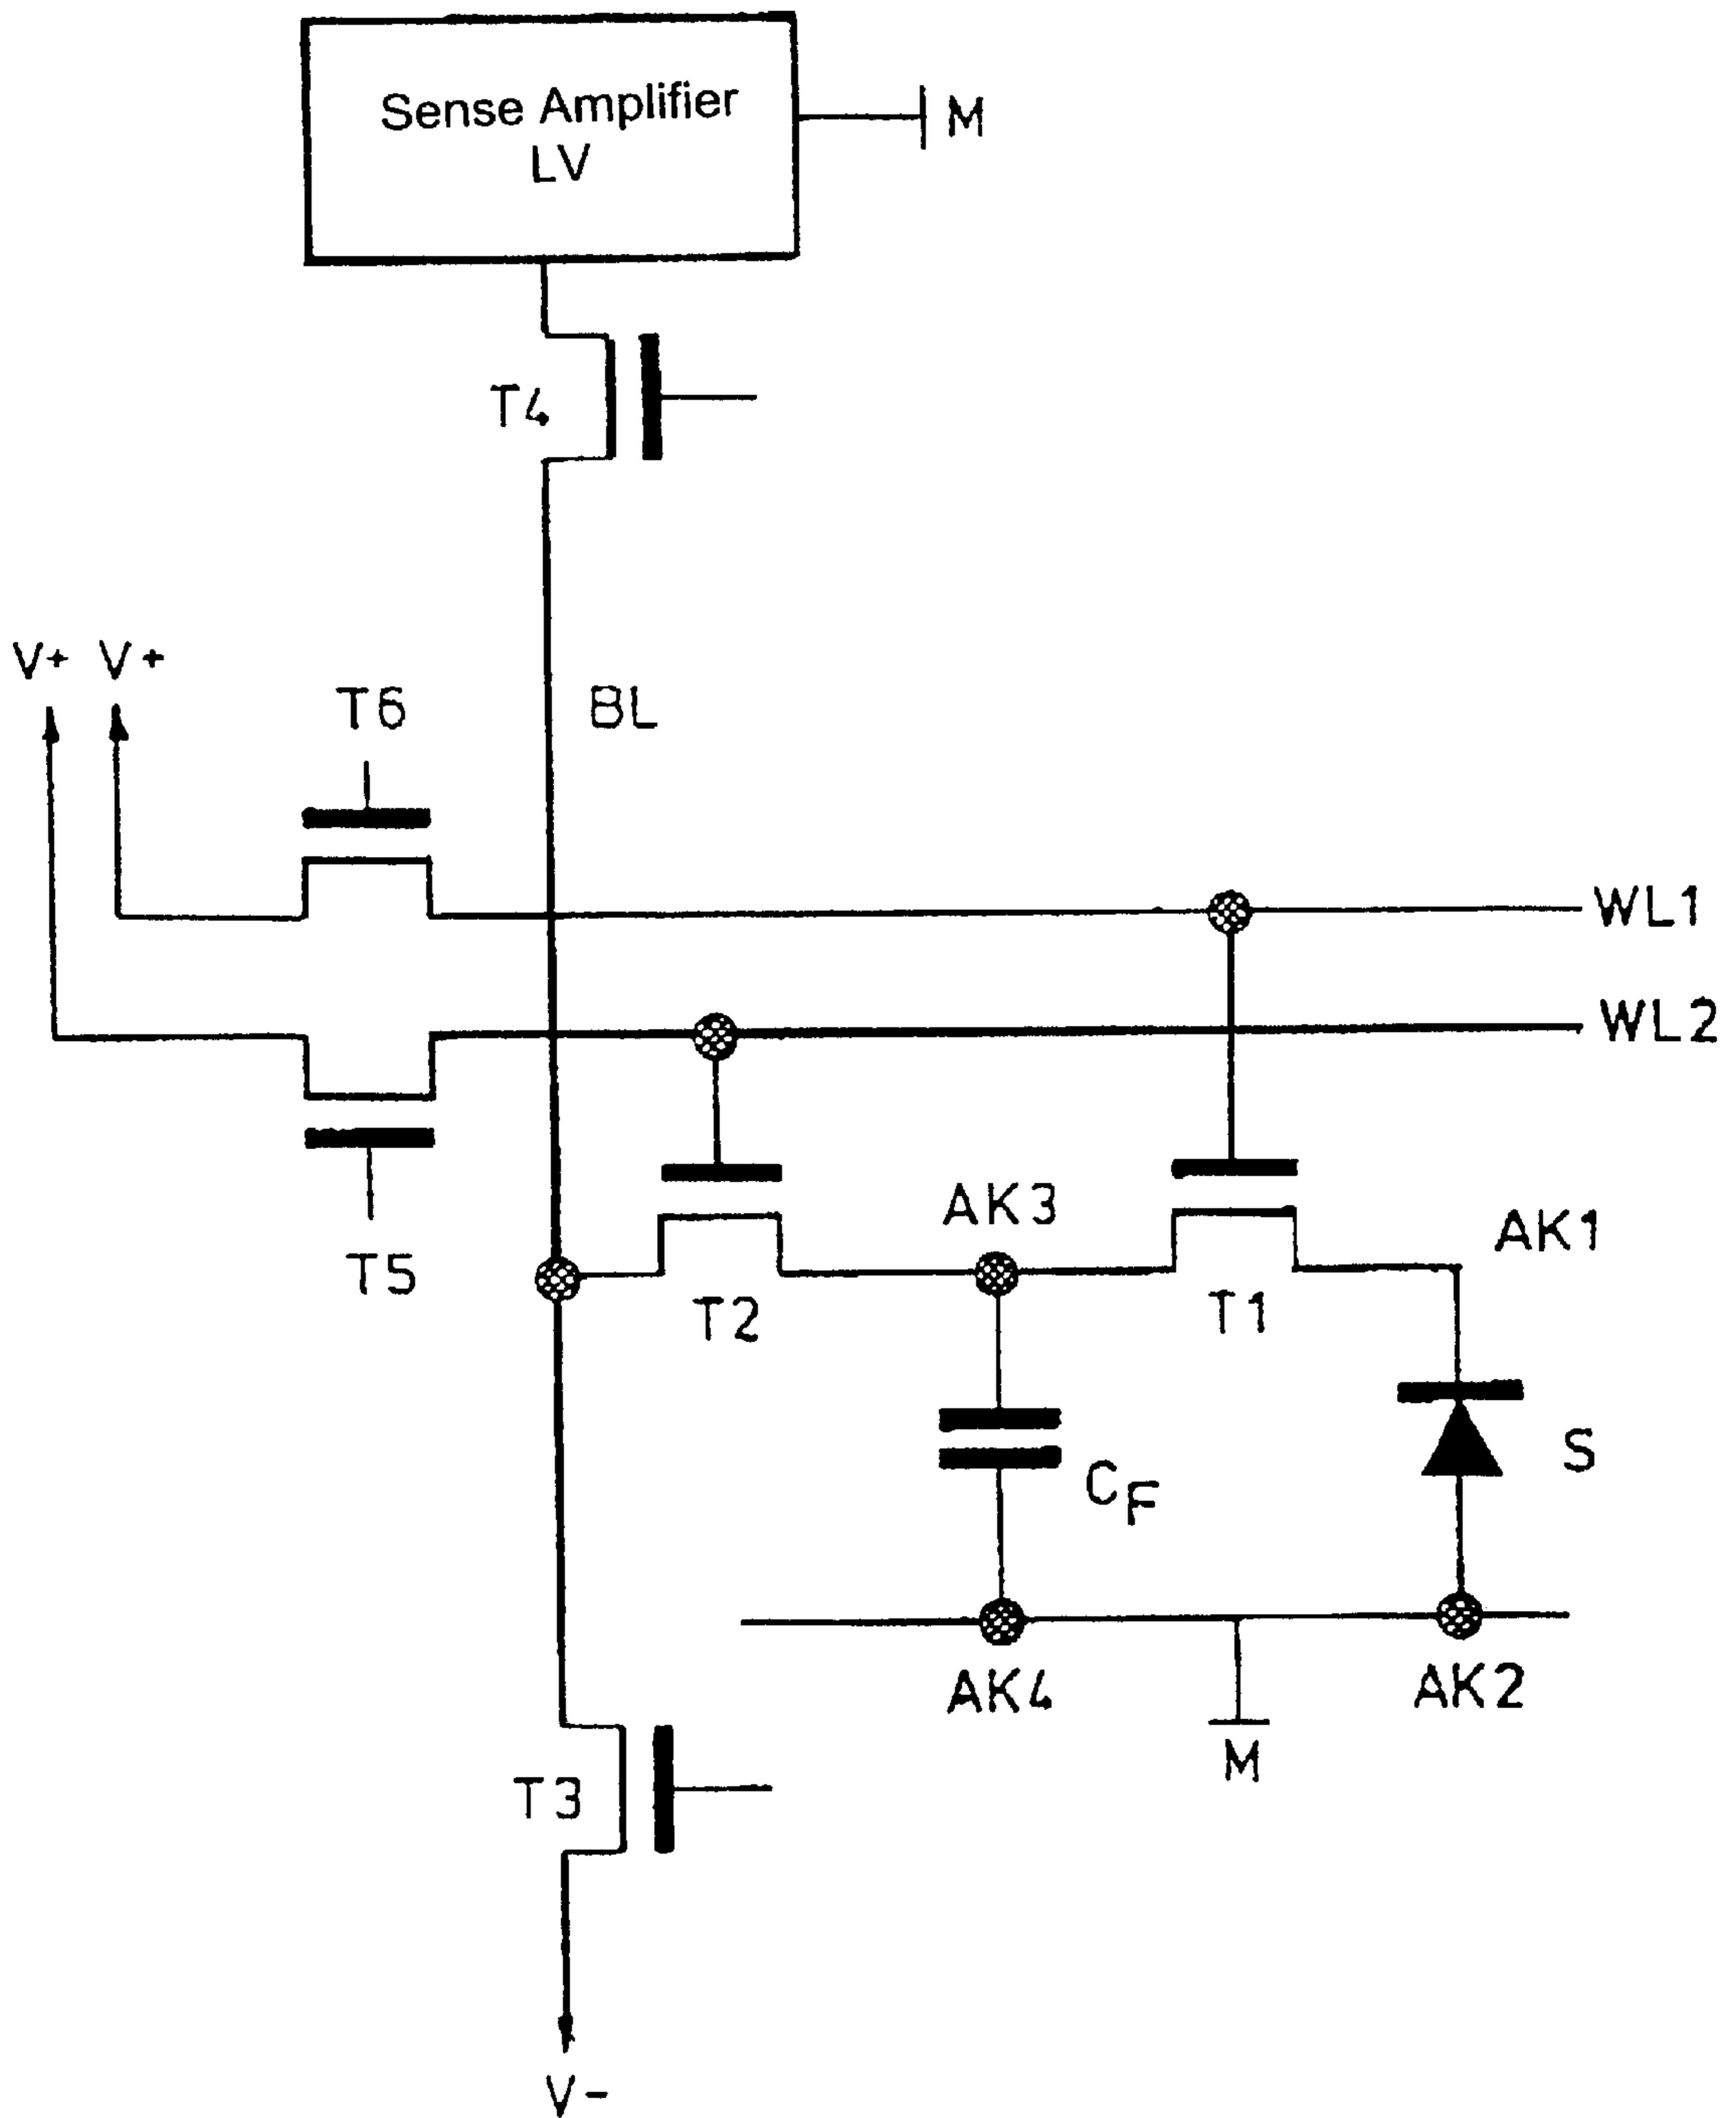 Sense Amplifier
LV
M
T4
V+ V+
T6
BL
WL1
WL2
T5
AK3
AK1
T2
T1
CF
S
AK4
AK2
M
T3
V-